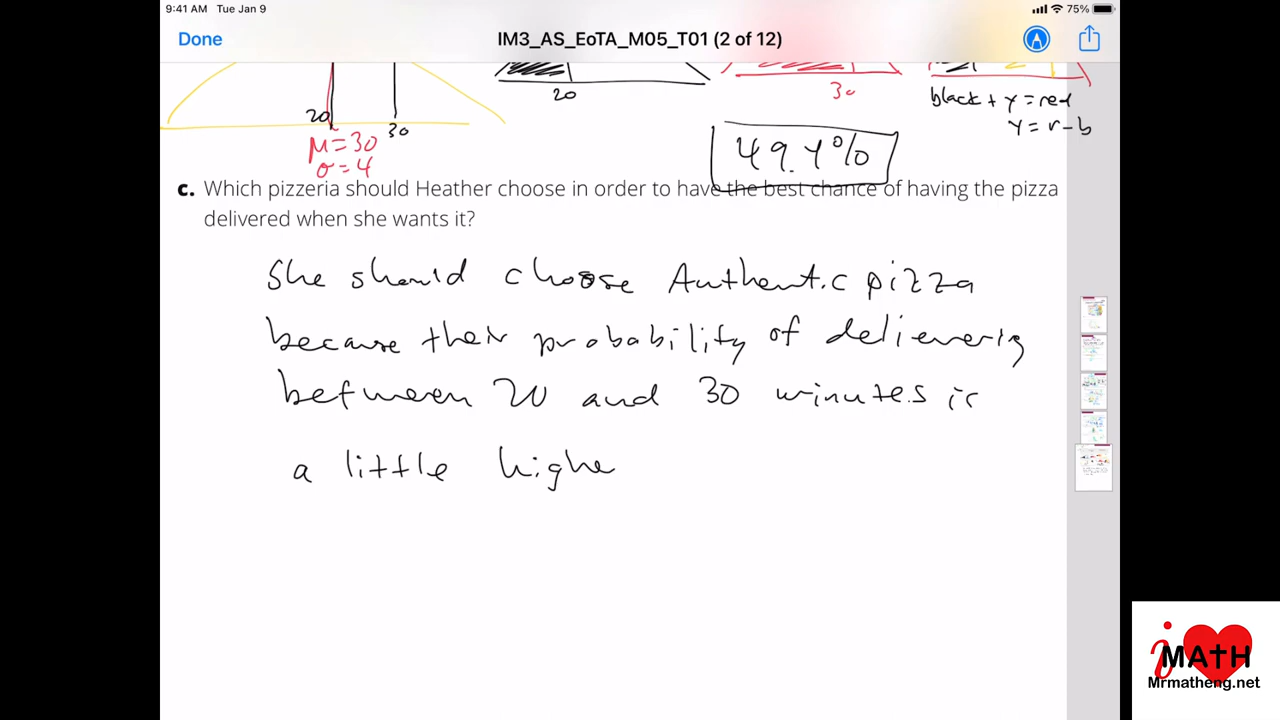 9:41 AM Tue Jan 9
75%
Done
IM3_AS_EoTA_M05_T01 (2 of 12)
20
30
μ=30
σ=4
20
30
black + y = red
y = r - b
49.4%
c. Which pizzeria should Heather choose in order to have the best chance of having the pizza
delivered when she wants it?
She should choose Authentic pizza
because their probability of delieverig
between 20 and 30 minutes is
a little highe
i
MATH
Mrmatheng.net